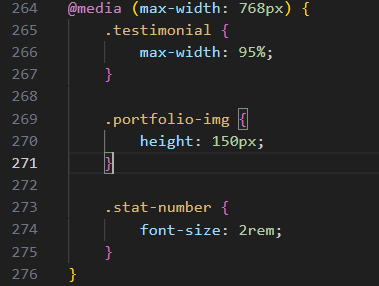 264 @media (max-width: 768px) {
265     .testimonial {
266         max-width: 95%;
267     }
268
269     .portfolio-img {
270         height: 150px;
271     }
272
273     .stat-number {
274         font-size: 2rem;
275     }
276 }